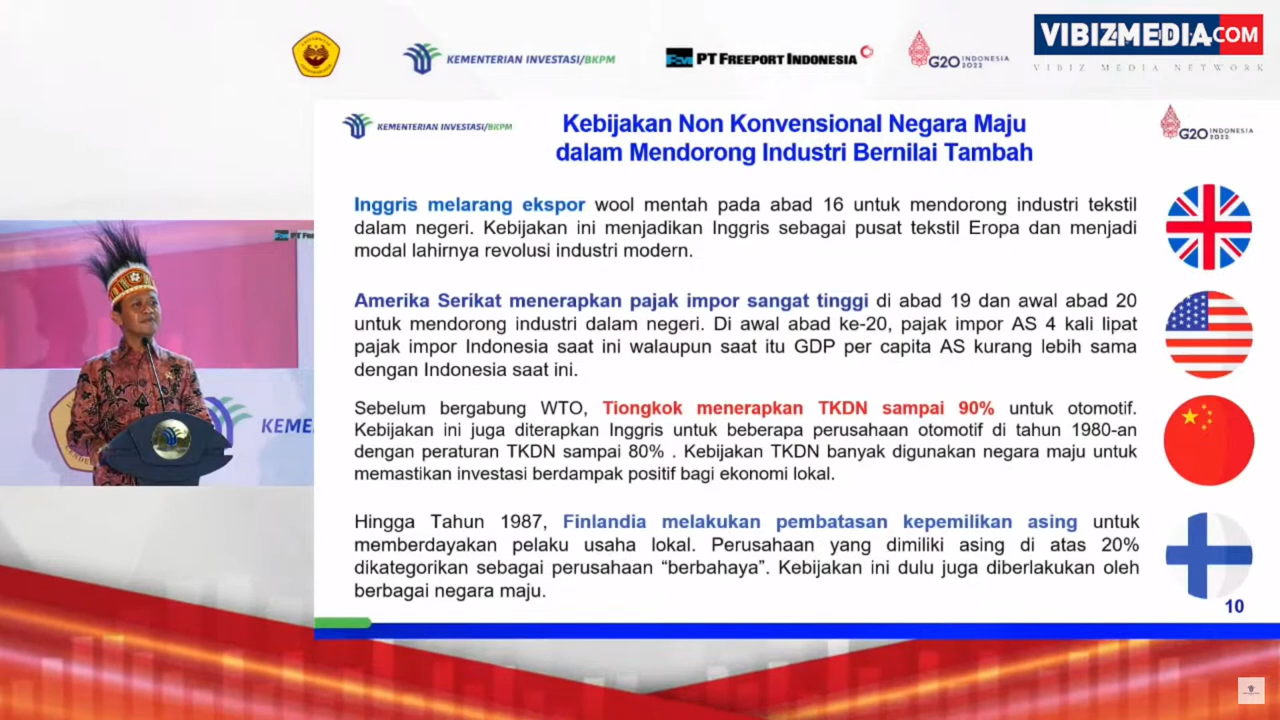 KEMENTERIAN INVESTASI/BKPM
PT FREEPORT INDONESIA
G20 INDONESIA 2022
VIBIZMEDIA.COM
VIBIZ MEDIA NETWORK
KEMENTERIAN INVESTASI/BKPM
G20 INDONESIA 2022
Kebijakan Non Konvensional Negara Maju
dalam Mendorong Industri Bernilai Tambah
Inggris melarang ekspor wool mentah pada abad 16 untuk mendorong industri tekstil
dalam negeri. Kebijakan ini menjadikan Inggris sebagai pusat tekstil Eropa dan menjadi
modal lahirnya revolusi industri modern.
Amerika Serikat menerapkan pajak impor sangat tinggi di abad 19 dan awal abad 20
untuk mendorong industri dalam negeri. Di awal abad ke-20, pajak impor AS 4 kali lipat
pajak impor Indonesia saat ini walaupun saat itu GDP per capita AS kurang lebih sama
dengan Indonesia saat ini.
Sebelum bergabung WTO, Tiongkok menerapkan TKDN sampai 90% untuk otomotif.
Kebijakan ini juga diterapkan Inggris untuk beberapa perusahaan otomotif di tahun 1980-an
dengan peraturan TKDN sampai 80% . Kebijakan TKDN banyak digunakan negara maju untuk
memastikan investasi berdampak positif bagi ekonomi lokal.
Hingga Tahun 1987, Finlandia melakukan pembatasan kepemilikan asing untuk
memberdayakan pelaku usaha lokal. Perusahaan yang dimiliki asing di atas 20%
dikategorikan sebagai perusahaan “berbahaya”. Kebijakan ini dulu juga diberlakukan oleh
berbagai negara maju.
10
KEME